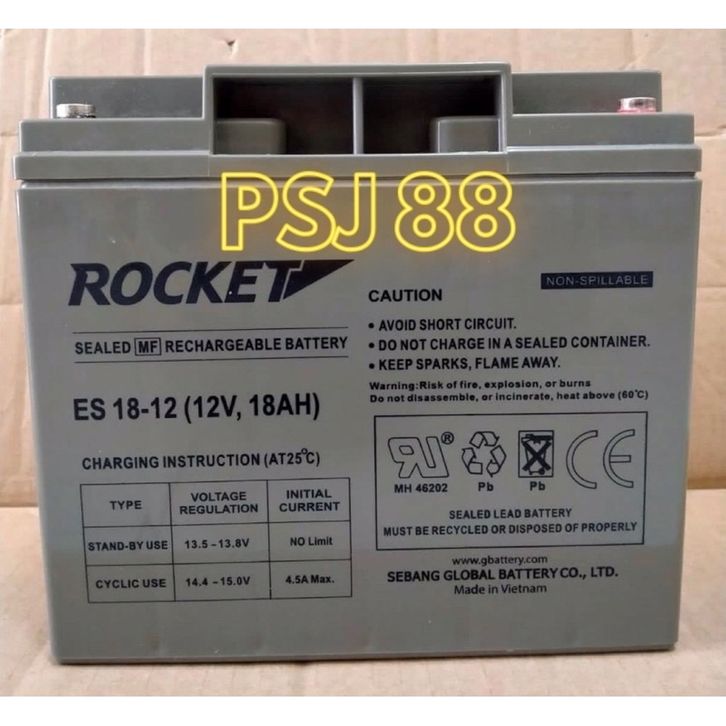 PSJ 88
ROCKET
NON-SPILLABLE
SEALED MF RECHARGEABLE BATTERY
ES 18-12 (12V, 18AH)
CAUTION
• AVOID SHORT CIRCUIT.
• DO NOT CHARGE IN A SEALED CONTAINER.
• KEEP SPARKS, FLAME AWAY.
Warning:Risk of fire, explosion, or burns
Do not disassemble, or incinerate, heat above (60℃)
CHARGING INSTRUCTION (AT25℃)
TYPE VOLTAGE REGULATION INITIAL CURRENT
STAND-BY USE 13.5 ~13.8V NO Limit
CYCLIC USE 14.4 ~15.0V 4.5A Max.
RU® CE
MH 46202 Pb Pb
SEALED LEAD BATTERY
MUST BE RECYCLED OR DISPOSED OF PROPERLY
www.gbattery.com
SEBANG GLOBAL BATTERY CO., LTD.
Made in Vietnam